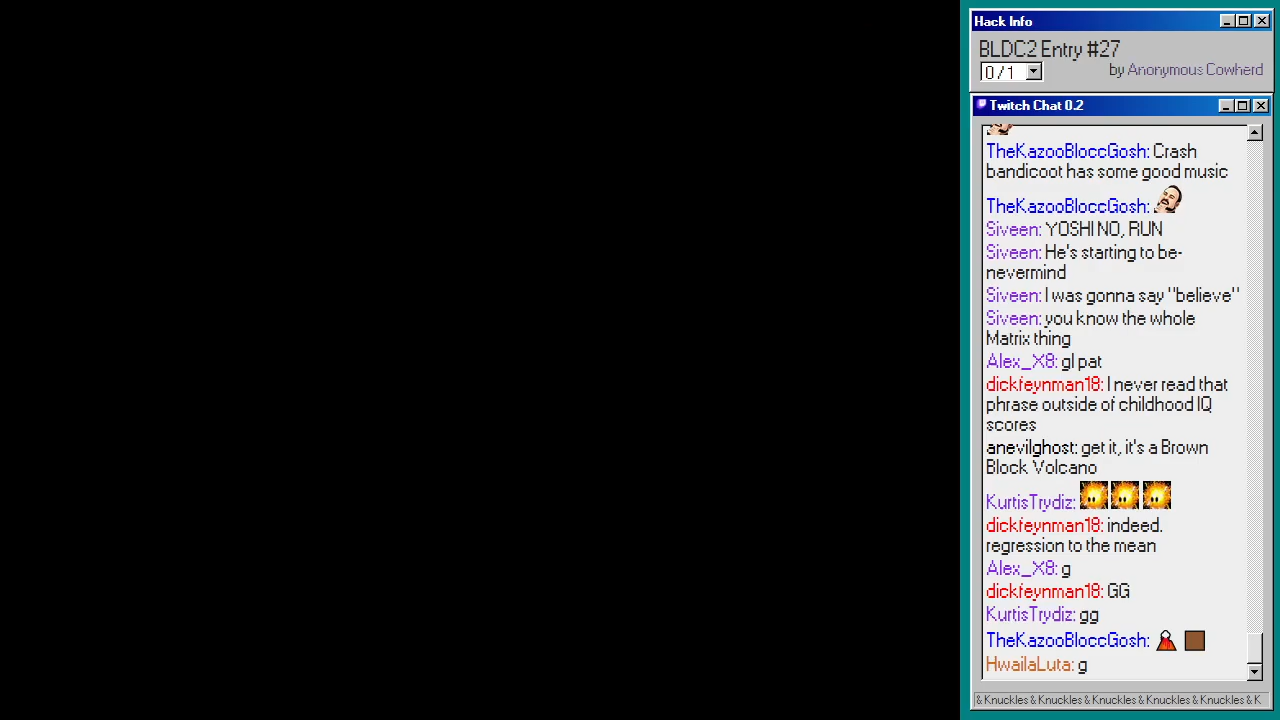 Hack Info
BLDC2 Entry #27
0/1
by Anonymous Cowherd
Twitch Chat 0.2
TheKazooBloccGosh: Crash
bandicoot has some good music
TheKazooBloccGosh:
Siveen: YOSHI NO, RUN
Siveen: He's starting to be-
nevermind
Siveen: I was gonna say "believe"
Siveen: you know the whole
Matrix thing
Alex_X8: gl pat
dickfeynman18: I never read that
phrase outside of childhood IQ
scores
anevilghost: get it, it's a Brown
Block Volcano
KurtisTrydiz:
dickfeynman18: indeed.
regression to the mean
Alex_X8: g
dickfeynman18: GG
KurtisTrydiz: gg
TheKazooBloccGosh:
HwailaLuta: g
& Knuckles & Knuckles & Knuckles & Knuckles & Knuckles & K